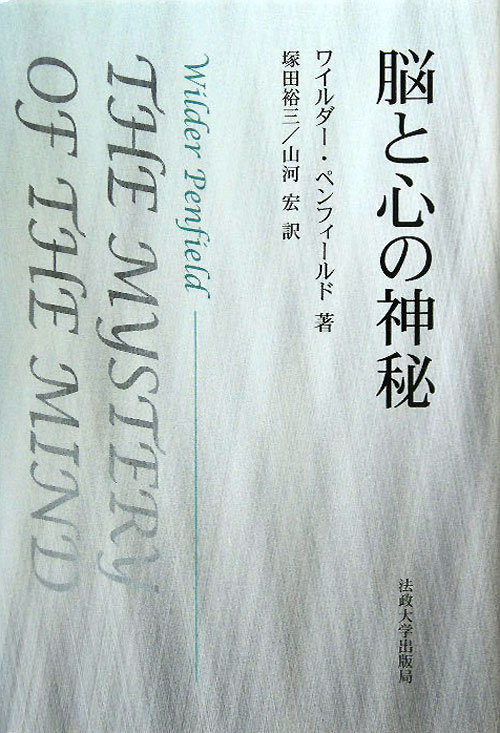 脳と心の神秘
ワイルダー・ペンフィールド 著
塚田裕三／山河 宏 訳
Wilder Penfield
THE MYSTERY
OF THE MIND
法政大学出版局